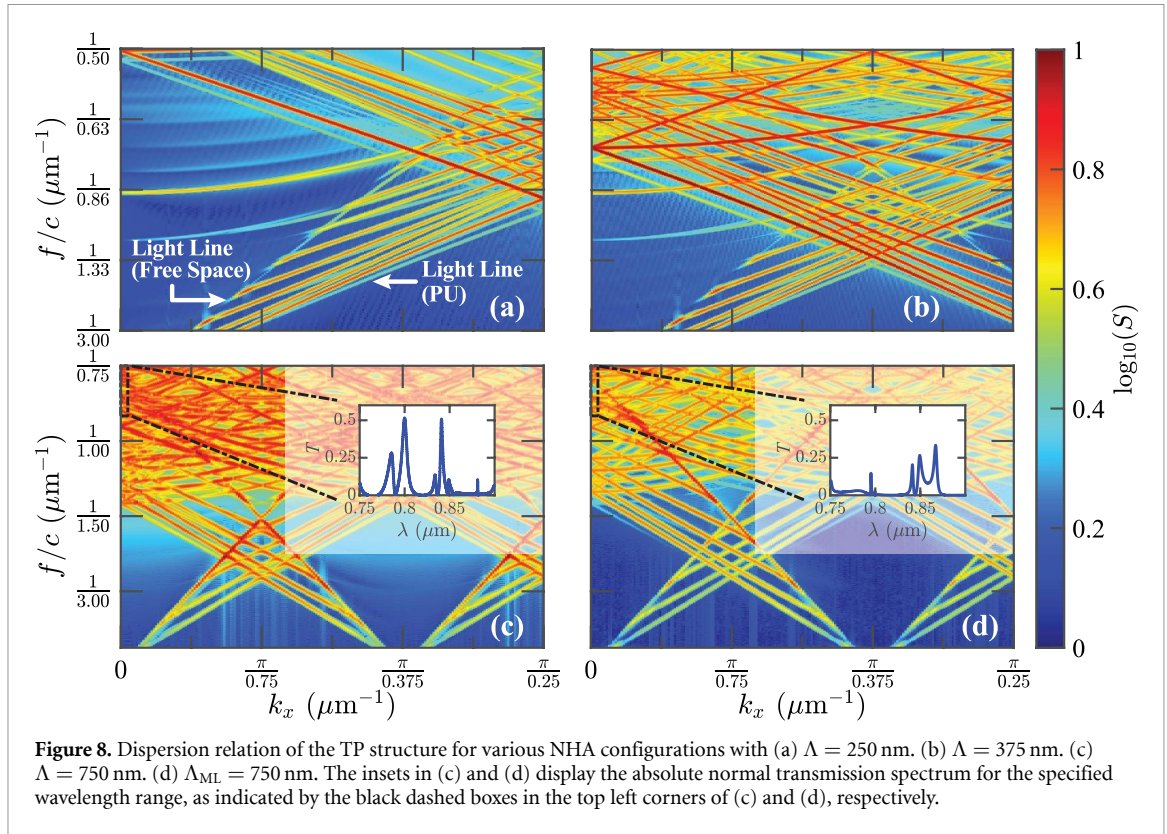 1/0.50
1/0.63
1/0.86
1/1.33
1/3.00
f/c (μm⁻¹)
Light Line
(Free Space)
Light Line
(PU)
(a)
(b)
1
0.8
0.6
0.4
0.2
0
log₁₀(S)
1/0.75
1/1.00
1/1.50
1/3.00
f/c (μm⁻¹)
0.5
0.25
0
T
0.75 0.8 0.85
λ (μm)
(c)
0.5
0.25
0
T
0.75 0.8 0.85
λ (μm)
(d)
0 π/0.75 π/0.375 π/0.25
kₓ (μm⁻¹)
π/0.75 π/0.375 π/0.25
kₓ (μm⁻¹)
Figure 8. Dispersion relation of the TP structure for various NHA configurations with (a) Λ = 250 nm. (b) Λ = 375 nm. (c)
Λ = 750 nm. (d) Λ_ML = 750 nm. The insets in (c) and (d) display the absolute normal transmission spectrum for the specified
wavelength range, as indicated by the black dashed boxes in the top left corners of (c) and (d), respectively.